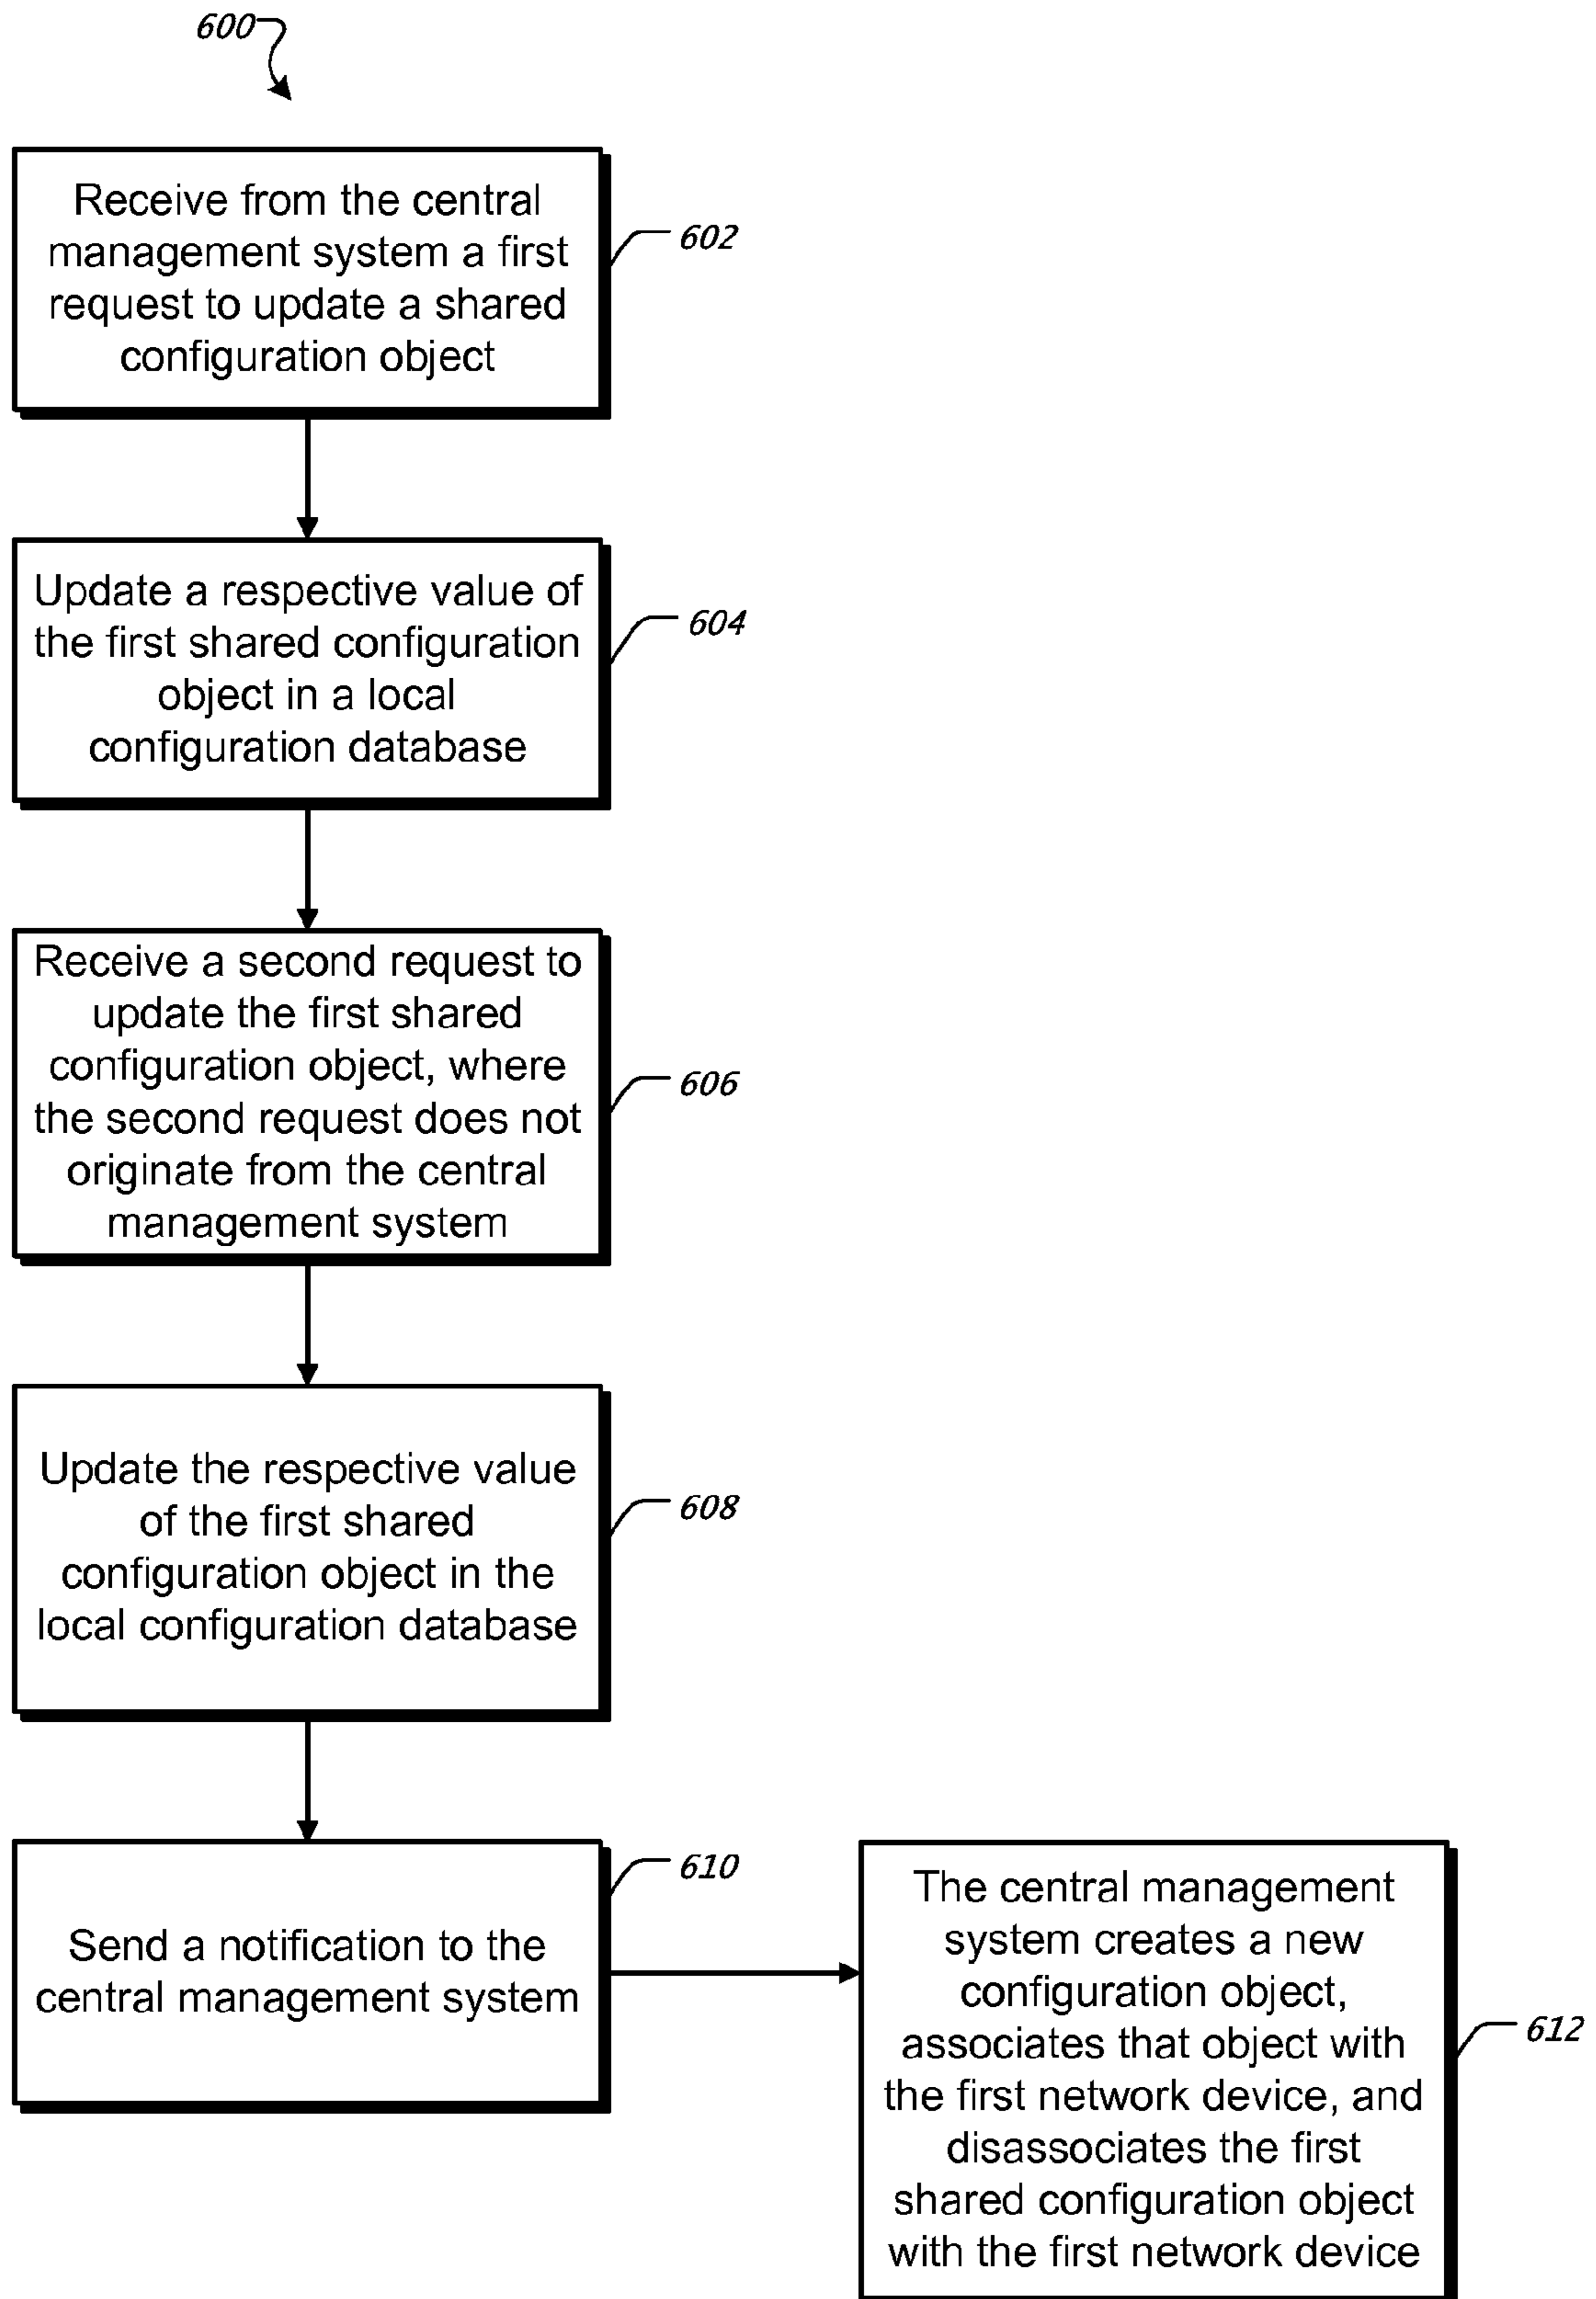 600
Receive from the central
management system a first
request to update a shared
configuration object
602
Update a respective value of
the first shared configuration
object in a local
configuration database
604
Receive a second request to
update the first shared
configuration object, where
the second request does not
originate from the central
management system
606
Update the respective value
of the first shared
configuration object in the
local configuration database
608
Send a notification to the
central management system
610
The central management
system creates a new
configuration object,
associates that object with
the first network device, and
disassociates the first
shared configuration object
with the first network device
612